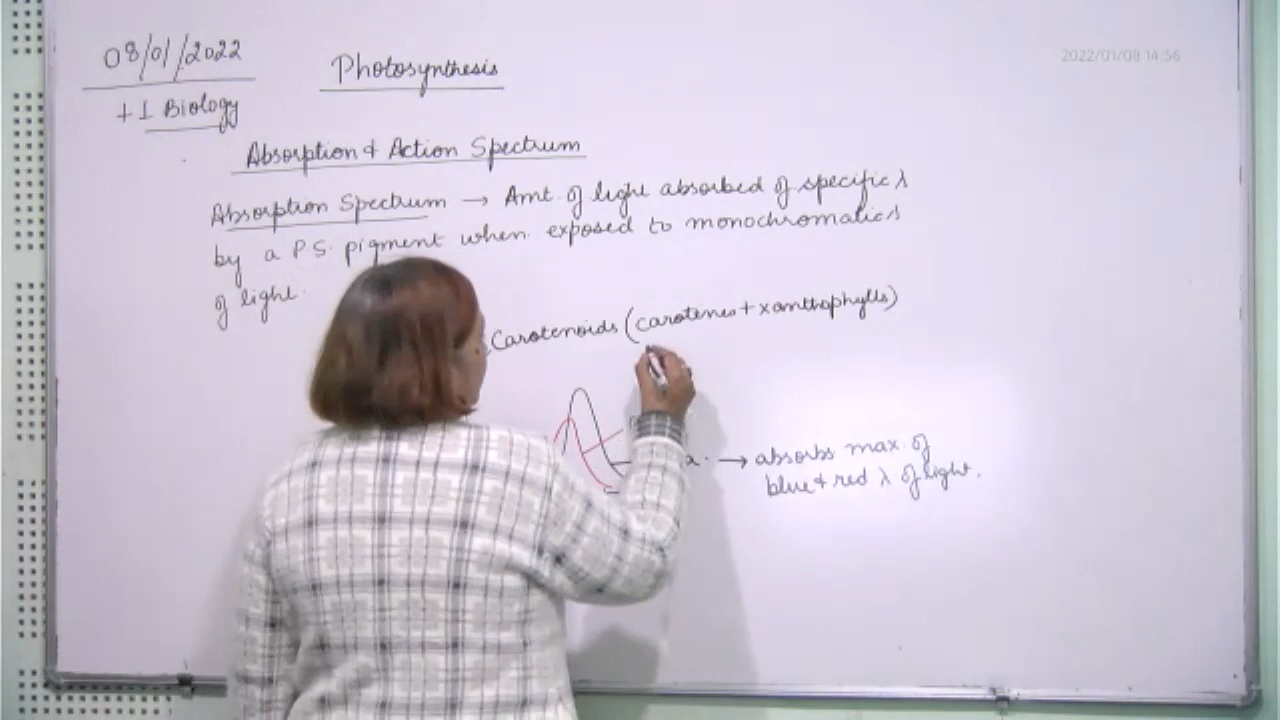 08/01/2022
2022/01/09 14:56
Photosynthesis
+1 Biology
Absorption & Action Spectrum
Absorption Spectrum → Amt. of light absorbed of specific λ
by a P.S. pigment when exposed to monochromatic λ
of light.
Carotenoids (carotenes + xanthophylls)
a. → absorbs max. of
blue & red λ of light.